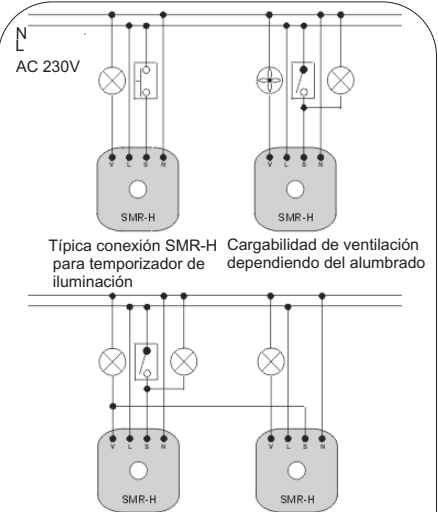 N
L
AC 230V
V L S N
V L S N
SMR-H
SMR-H
Típica conexión SMR-H
para temporizador de
iluminación
Cargabilidad de ventilación
dependiendo del alumbrado
V L S N
V L S N
SMR-H
SMR-H